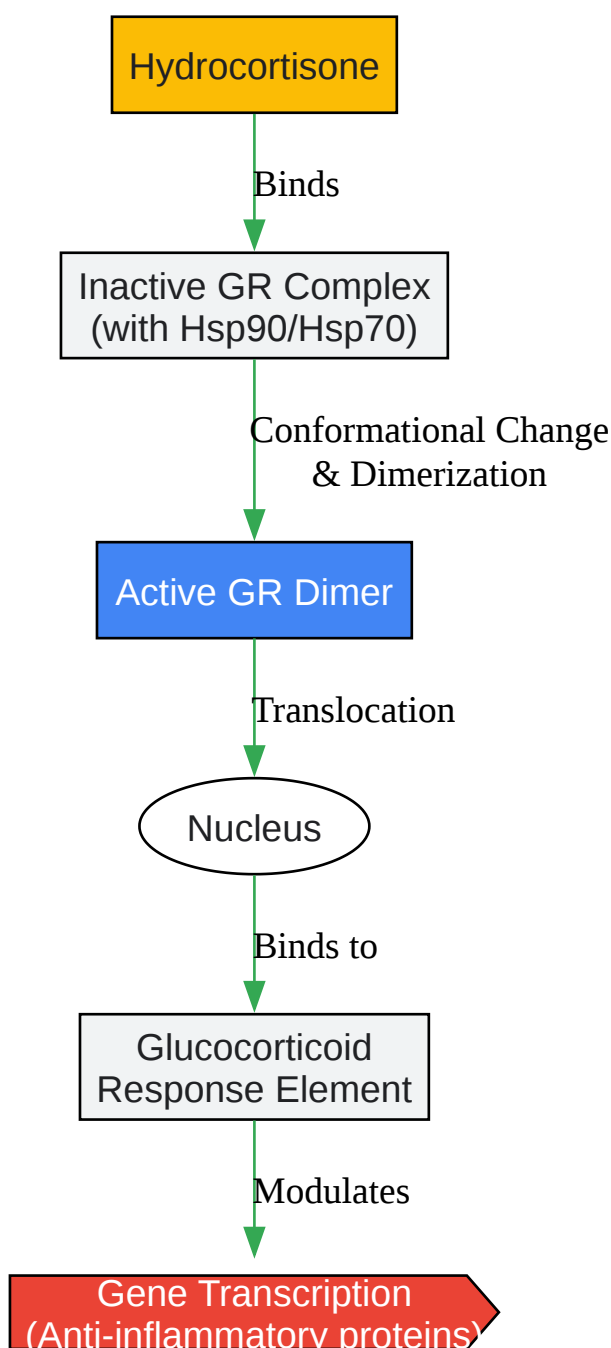 Hydrocortisone
Binds
Inactive GR Complex
(with Hsp90/Hsp70)
Conformational Change
& Dimerization
Active GR Dimer
Translocation
Nucleus
Binds to
Glucocorticoid
Response Element
Modulates
Gene Transcription
(Anti-inflammatory proteins)